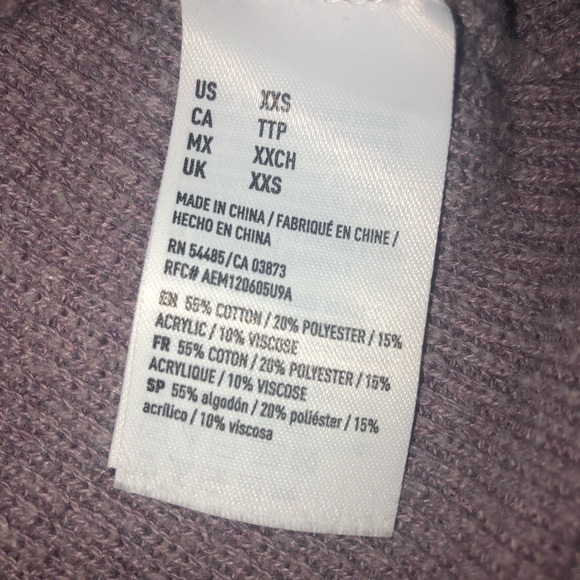 US XXS
CA TTP
MX XXCH
UK XXS
MADE IN CHINA / FABRIQUÉ EN CHINE /
HECHO EN CHINA
RN 54485/CA 03873
RFC# AEM120605U9A
EN 55% COTTON / 20% POLYESTER / 15%
ACRYLIC / 10% VISCOSE
FR 55% COTON / 20% POLYESTER / 15%
ACRYLIQUE / 10% VISCOSE
SP 55% algodón / 20% poliéster / 15%
acrílico / 10% viscosa